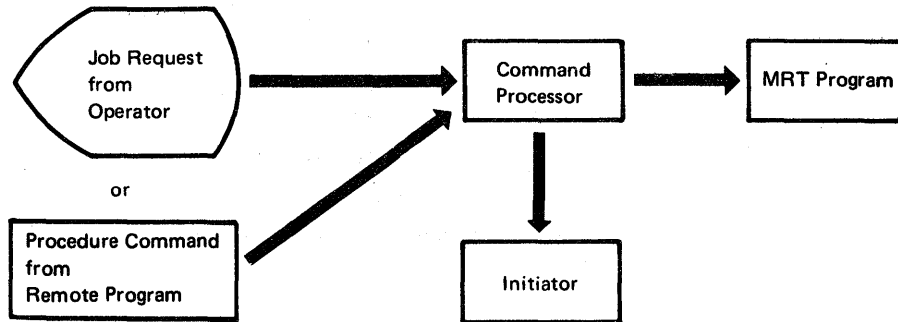 Job Request
from
Operator
or
Procedure Command
from
Remote Program
Command
Processor
MRT Program
Initiator